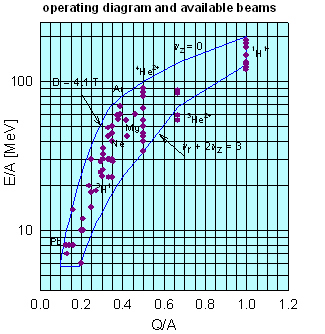 operating diagram and available beams
⁴He²⁺
ν_z = 0
¹H⁺
B = 4.1 T
Ar
100
³He²⁺
Mg
Ne
ν_r + 2ν_z = 3
²H⁺
E/A [MeV]
Pb
10
0.0 0.2 0.4 0.6 0.8 1.0 1.2
Q/A